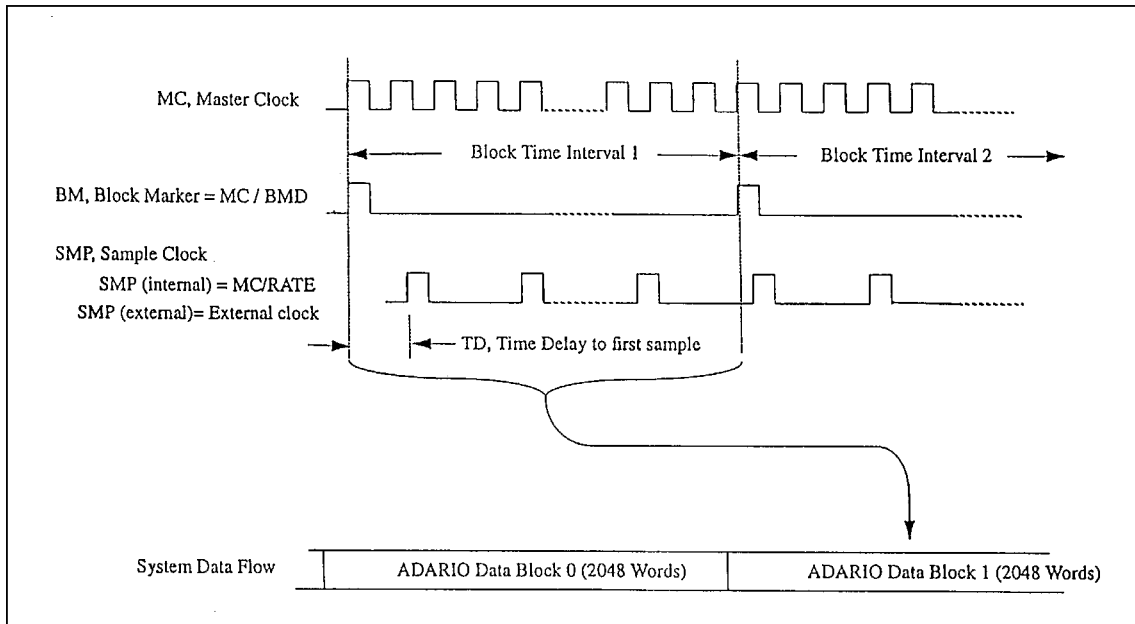 MC, Master Clock
Block Time Interval 1
Block Time Interval 2
BM, Block Marker = MC / BMD
SMP, Sample Clock
SMP (internal) = MC/RATE
SMP (external)= External clock
TD, Time Delay to first sample
System Data Flow
ADARIO Data Block 0 (2048 Words)
ADARIO Data Block 1 (2048 Words)